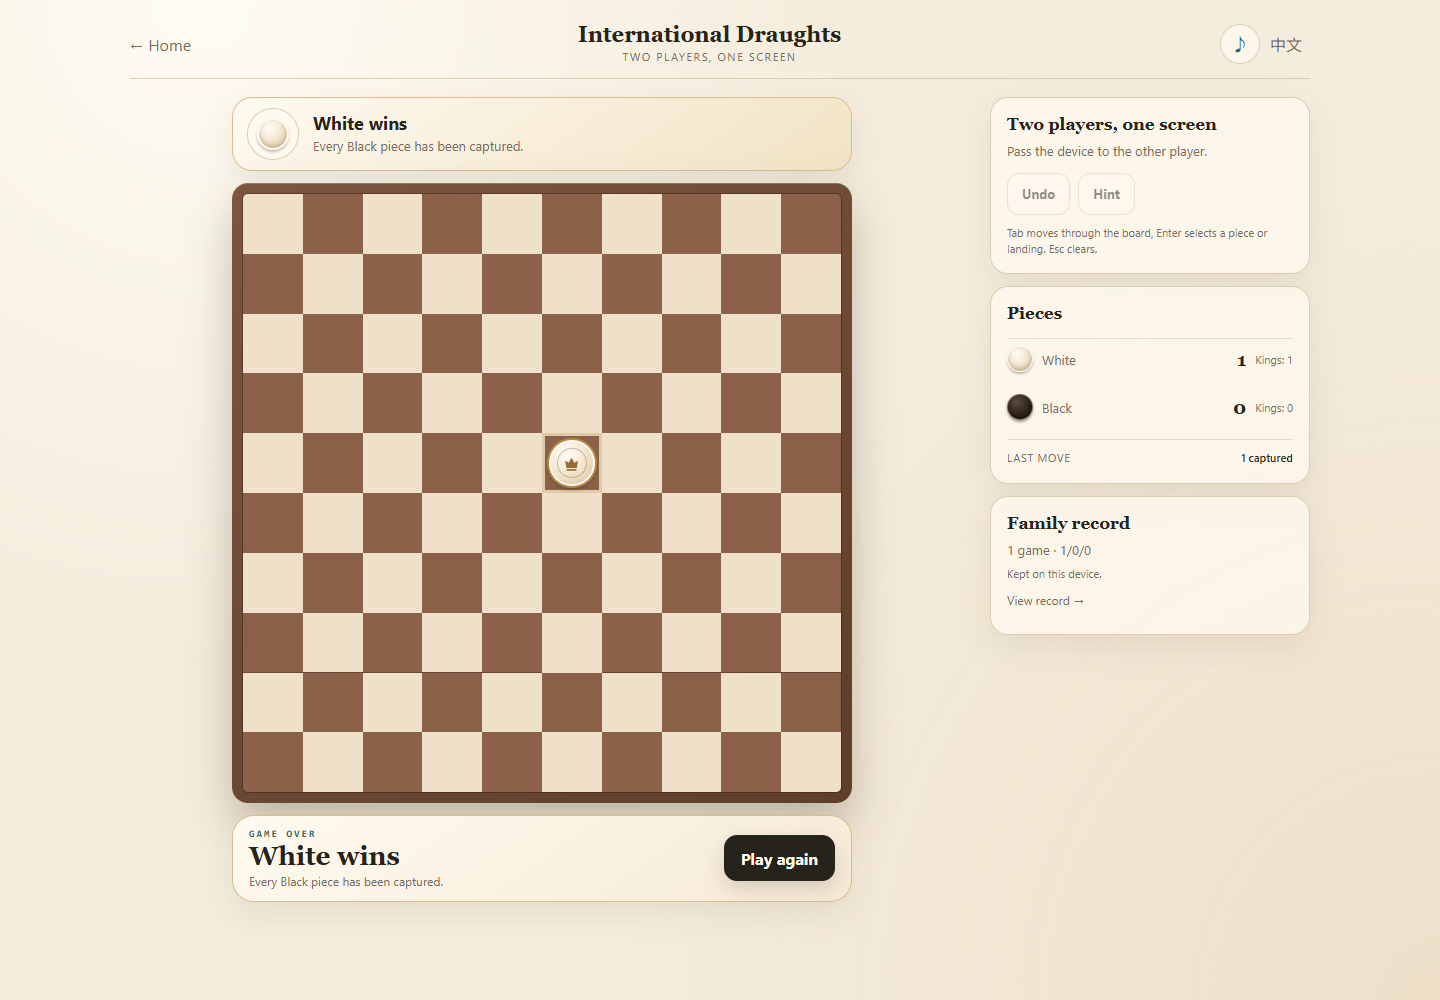 ← Home
International Draughts
TWO PLAYERS, ONE SCREEN
中文
White wins
Every Black piece has been captured.
Two players, one screen
Pass the device to the other player.
Undo
Hint
Tab moves through the board, Enter selects a piece or
landing. Esc clears.
Pieces
White 1 Kings: 1
Black 0 Kings: 0
LAST MOVE 1 captured
Family record
1 game · 1/0/0
Kept on this device.
View record →
GAME OVER
White wins
Every Black piece has been captured.
Play again